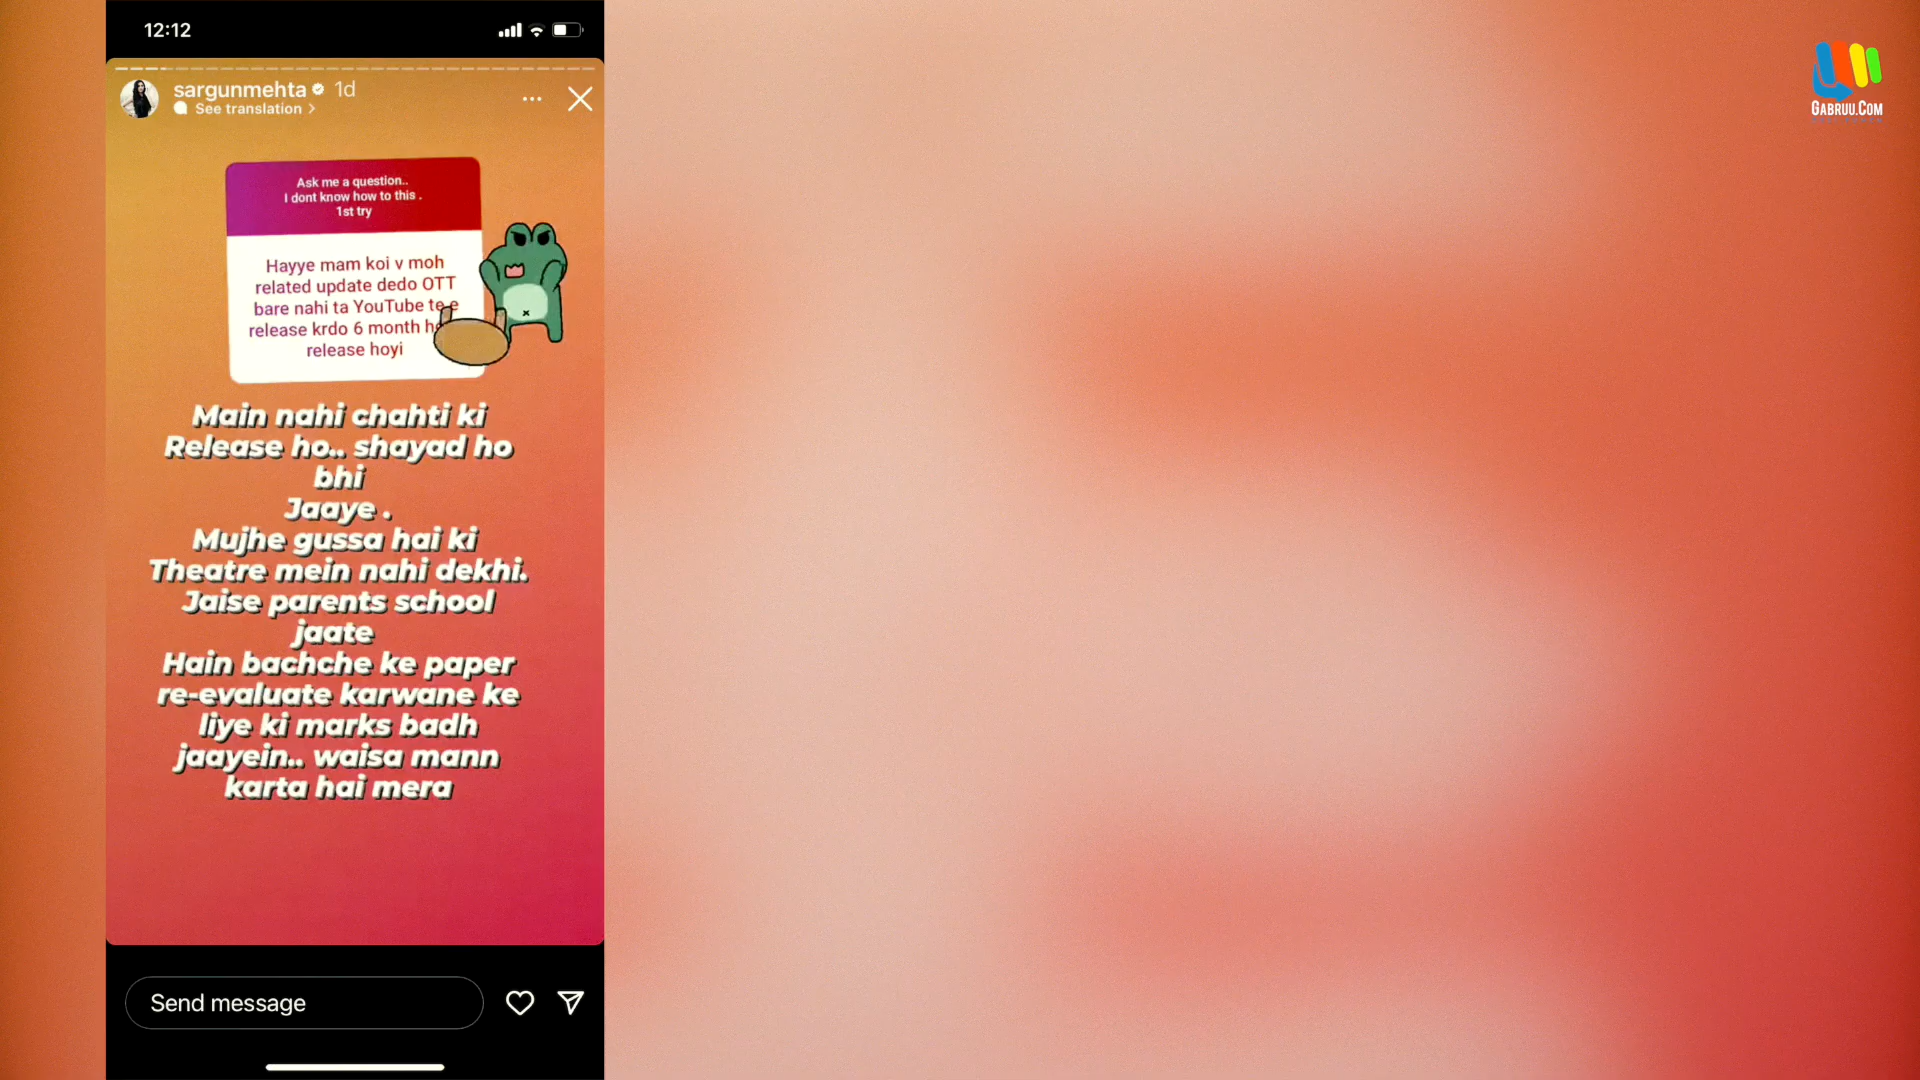 12:12
sargunmehta 1d
See translation >
Ask me a question..
I dont know how to this .
1st try
Hayye mam koi v moh
related update dedo OTT
bare nahi ta YouTube te e
release krdo 6 month
release hoyi
Main nahi chahti ki
Release ho.. shayad ho
bhi
Jaaye .
Mujhe gussa hai ki
Theatre mein nahi dekhi.
Jaise parents school
jaate
Hain bachche ke paper
re-evaluate karwane ke
liye ki marks badh
jaayein.. waisa mann
karta hai mera
Send message
GABRUU.COM